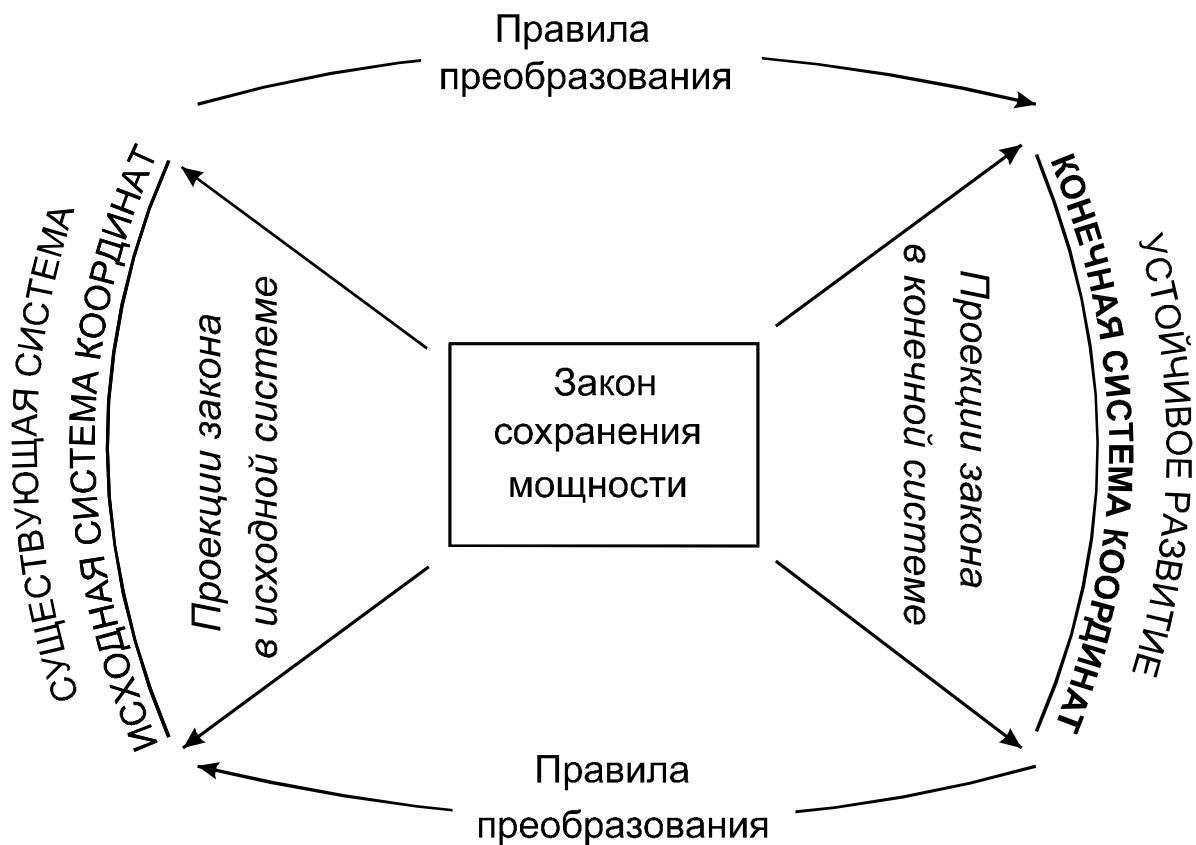 Правила
преобразования
СУЩЕСТВУЮЩАЯ СИСТЕМА
ИСХОДНАЯ СИСТЕМА КООРДИНАТ
Проекции закона
в исходной системе
Закон
сохранения
мощности
Проекции закона
в конечной системе
КОНЕЧНАЯ СИСТЕМА КООРДИНАТ
УСТОЙЧИВОЕ РАЗВИТИЕ
Правила
преобразования